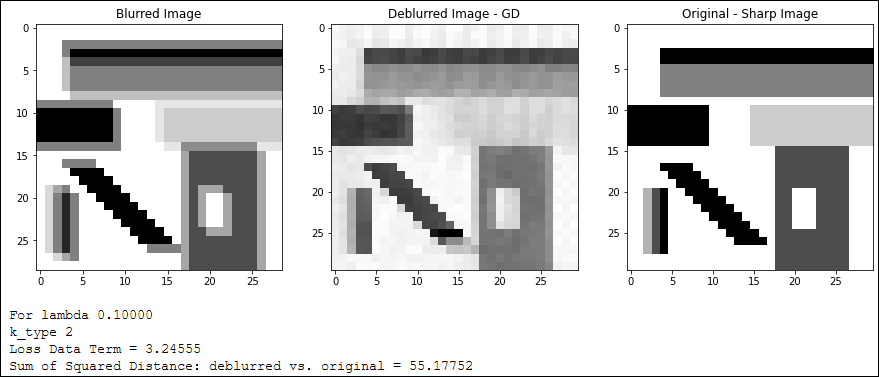 Blurred Image
Deblurred Image - GD
Original - Sharp Image
0
5
10
15
20
25
0 5 10 15 20 25
0
5
10
15
20
25
0 5 10 15 20 25
0
5
10
15
20
25
0 5 10 15 20 25
For lambda 0.10000
k_type 2
Loss Data Term = 3.24555
Sum of Squared Distance: deblurred vs. original = 55.17752